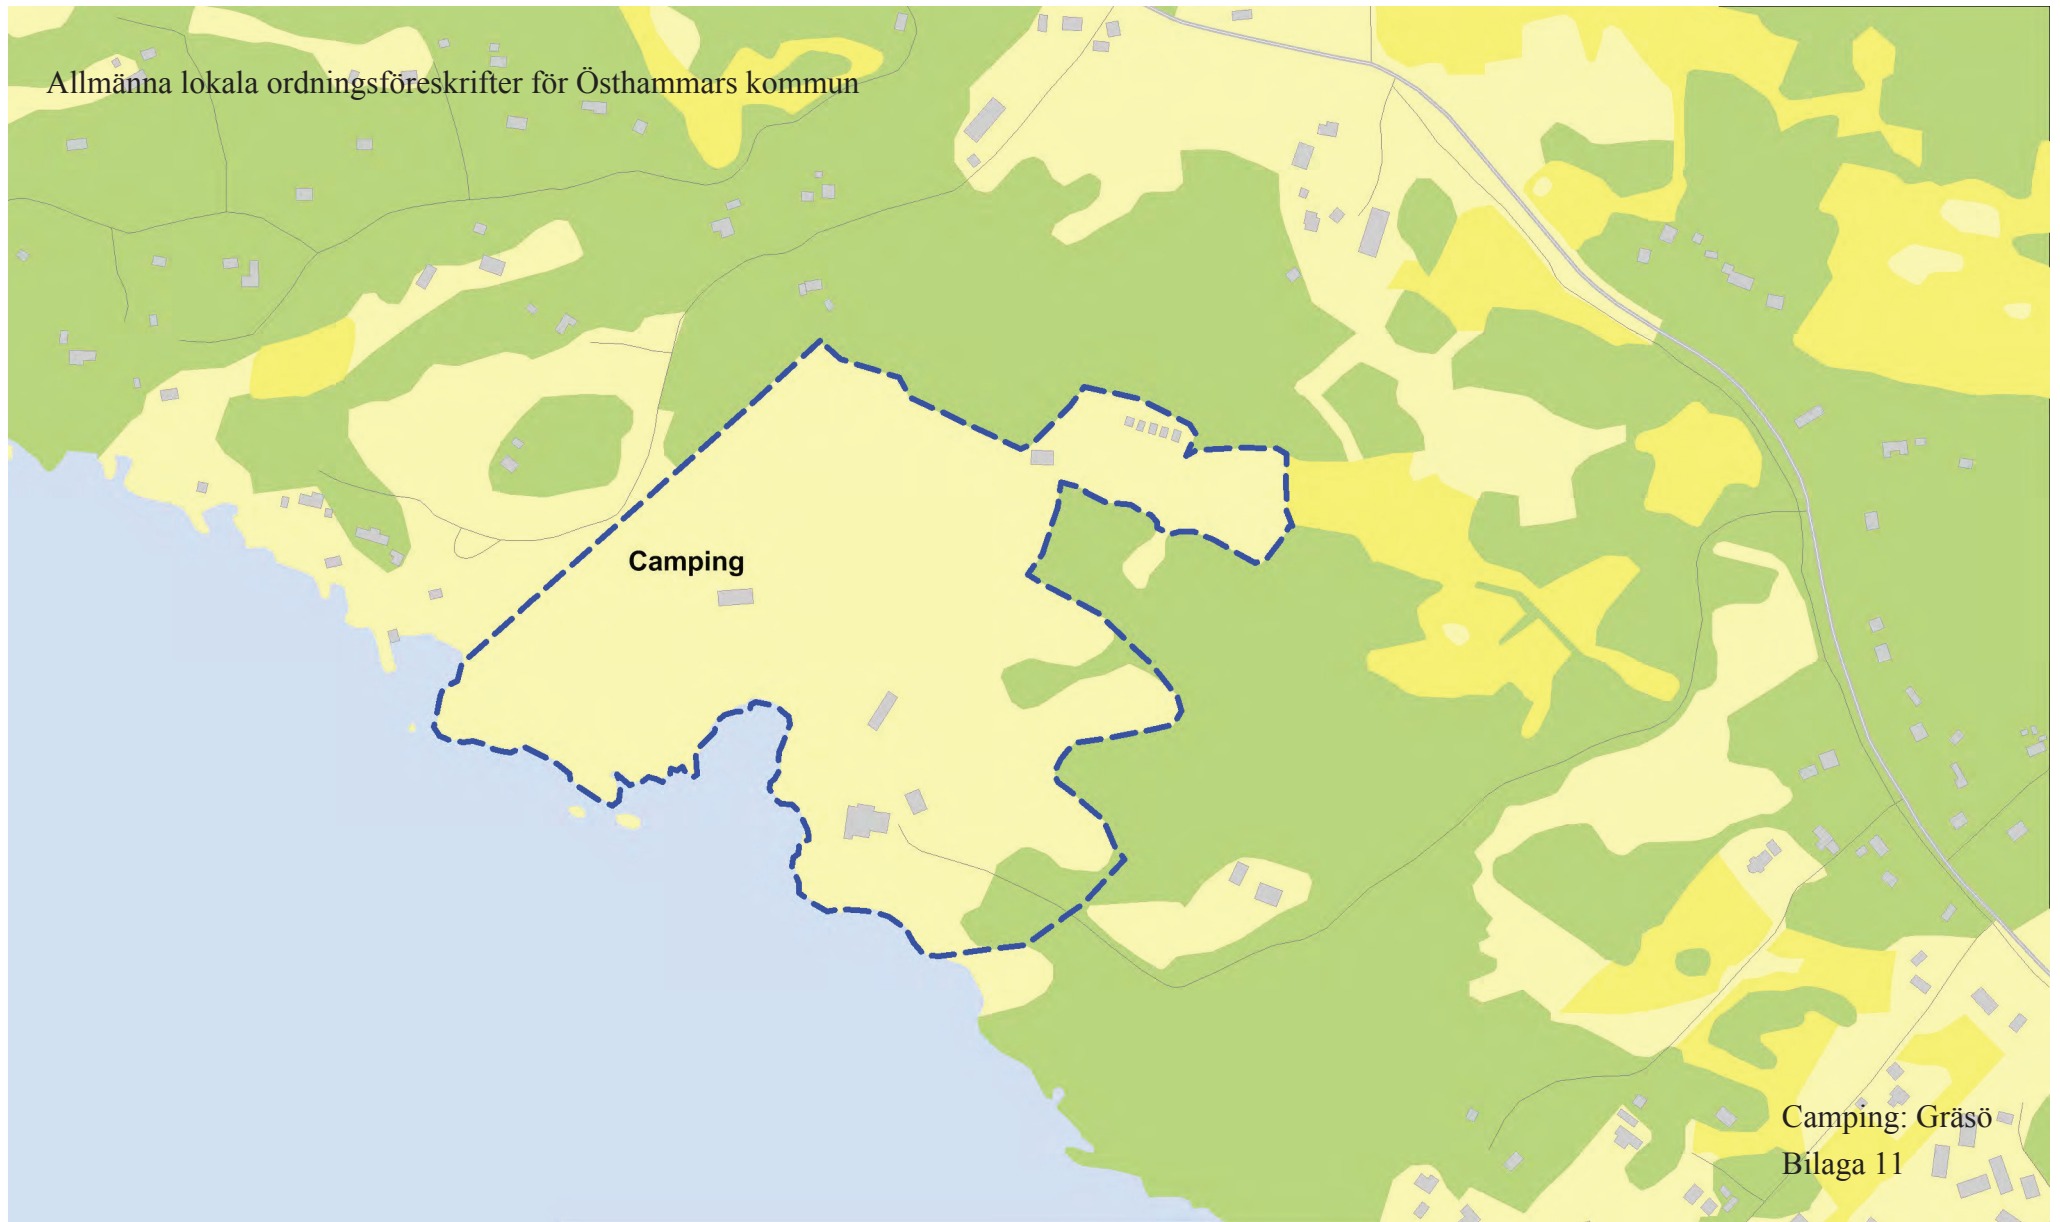 Allmänna lokala ordningsföreskrifter för Östhammars kommun
Camping
Camping: Gräsö
Bilaga 11